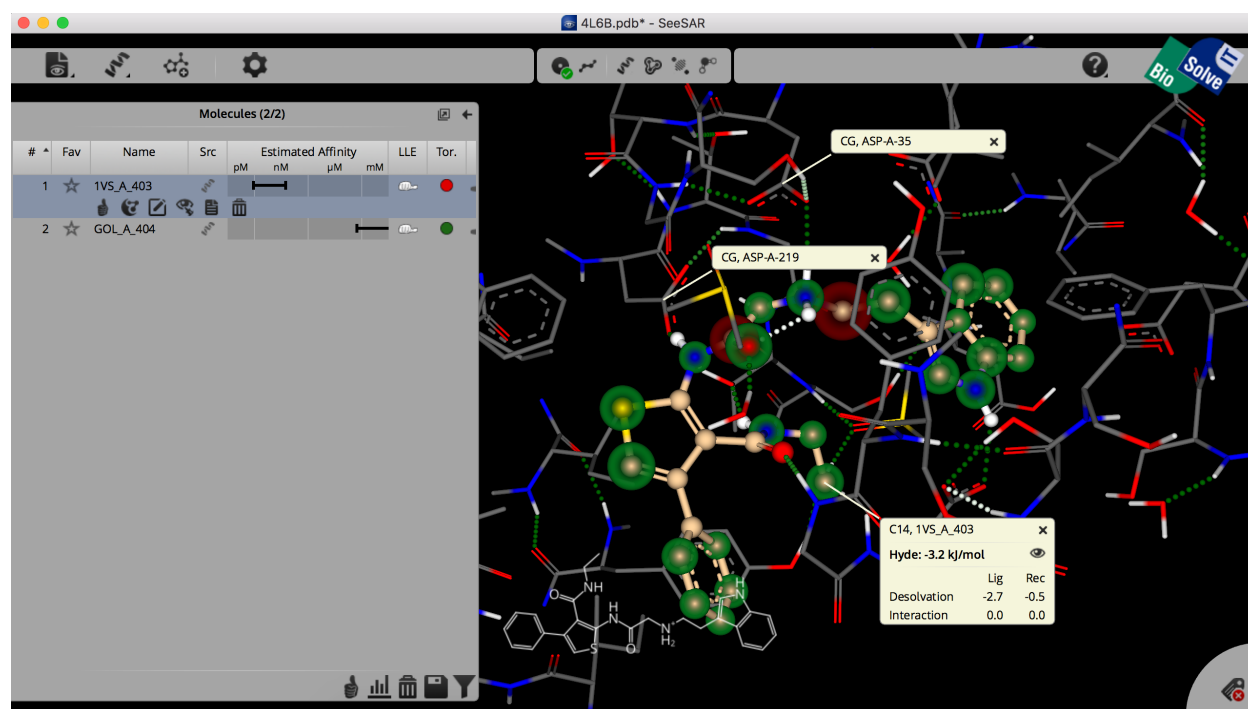 4L6B.pdb* - SeeSAR
Bio
Solve
IT
Molecules (2/2)
# Fav Name Src Estimated Affinity LLE Tor.
pM nM μM mM
1 1VS_A_403
2 GOL_A_404
CG, ASP-A-35
CG, ASP-A-219
C14, 1VS_A_403
Hyde: -3.2 kJ/mol
Lig Rec
Desolvation -2.7 -0.5
Interaction 0.0 0.0
NH
O
H
N
H
N
O
N+
H2
S